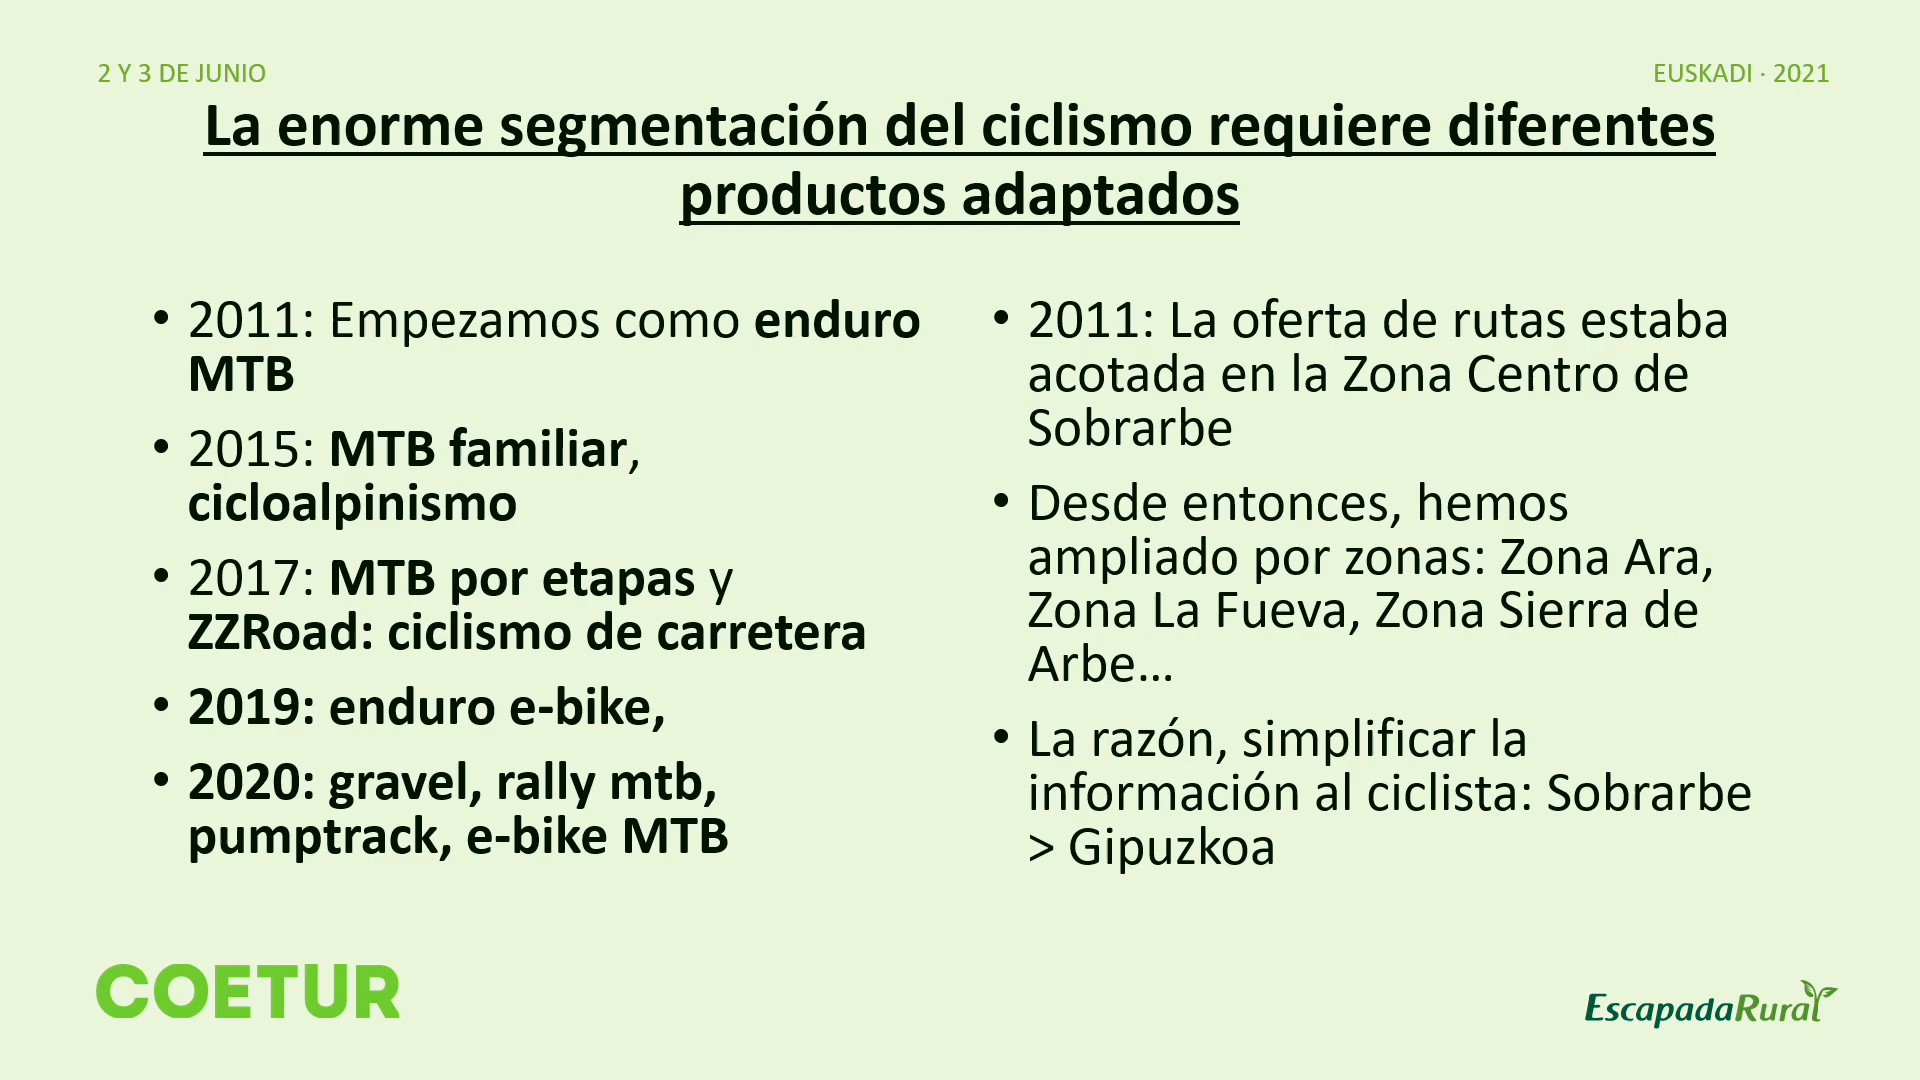 2 Y 3 DE JUNIO
EUSKADI · 2021
La enorme segmentación del ciclismo requiere diferentes
productos adaptados
• 2011: Empezamos como enduro
MTB
• 2015: MTB familiar,
cicloalpinismo
• 2017: MTB por etapas y
ZZRoad: ciclismo de carretera
• 2019: enduro e-bike,
• 2020: gravel, rally mtb,
pumptrack, e-bike MTB
• 2011: La oferta de rutas estaba
acotada en la Zona Centro de
Sobrarbe
• Desde entonces, hemos
ampliado por zonas: Zona Ara,
Zona La Fueva, Zona Sierra de
Arbe...
• La razón, simplificar la
información al ciclista: Sobrarbe
> Gipuzkoa
COETUR
EscapadaRural